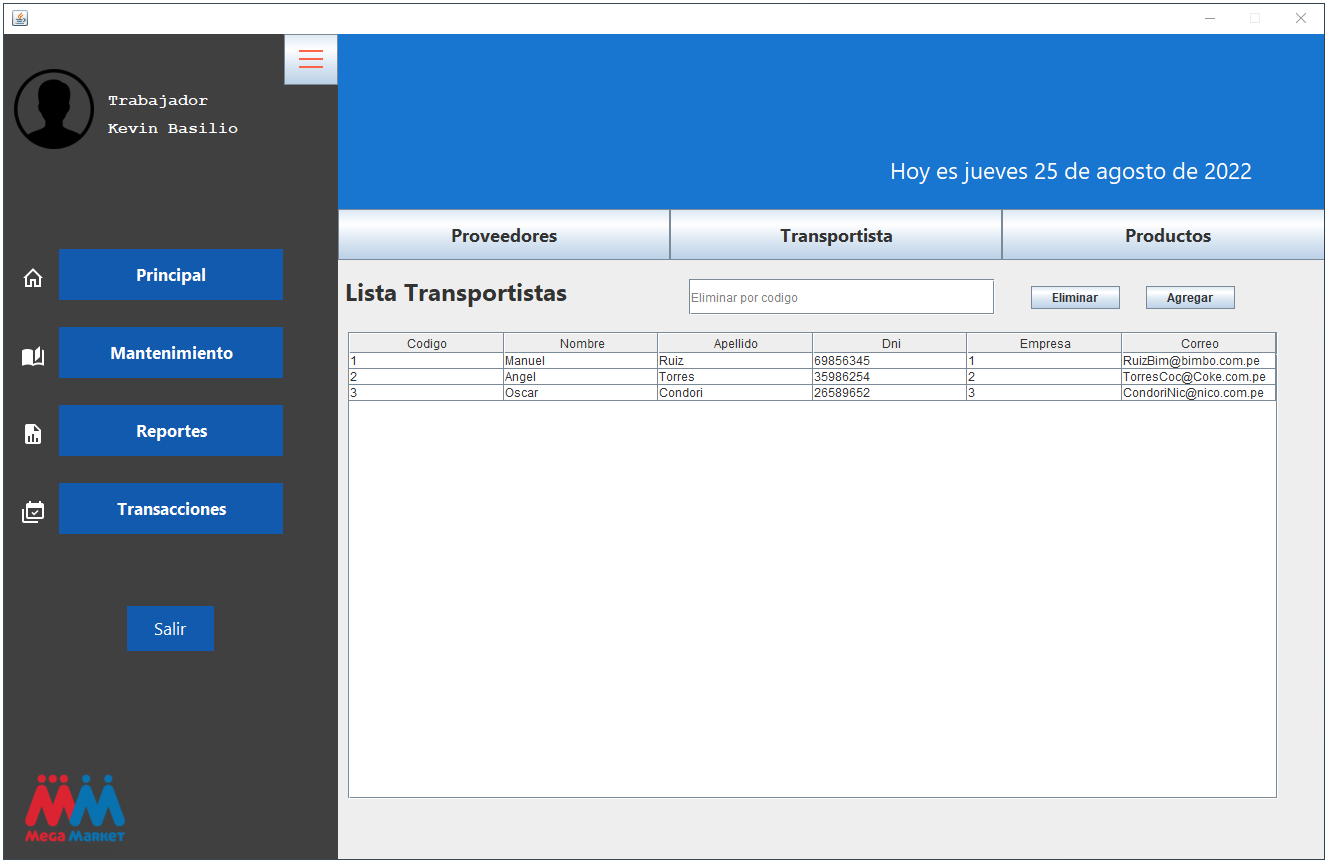 Trabajador
Kevin Basilio
Hoy es jueves 25 de agosto de 2022
Proveedores Transportista Productos
Principal
Mantenimiento
Reportes
Transacciones
Salir
Mega Market
Lista Transportistas Eliminar por codigo Eliminar Agregar
Codigo Nombre Apellido Dni Empresa Correo
1 Manuel Ruiz 69856345 1 RuizBim@bimbo.com.pe
2 Angel Torres 35986254 2 TorresCoc@Coke.com.pe
3 Oscar Condori 26589652 3 CondoriNic@nico.com.pe